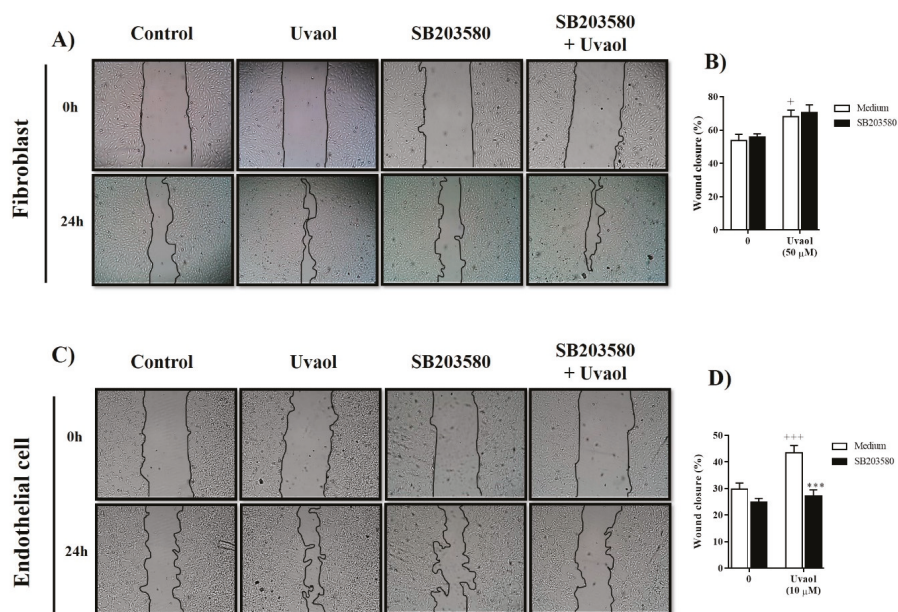 A)
Control
Uvaol
SB203580
SB203580
+ Uvaol
Fibroblast
0h
24h
B)
Wound closure (%)
80
60
40
20
0
+
0
Uvaol
(50 μM)
Medium
SB203580
C)
Control
Uvaol
SB203580
SB203580
+ Uvaol
Endothelial cell
0h
24h
D)
Wound closure (%)
50
40
30
20
10
0
+++
***
0
Uvaol
(10 μM)
Medium
SB203580